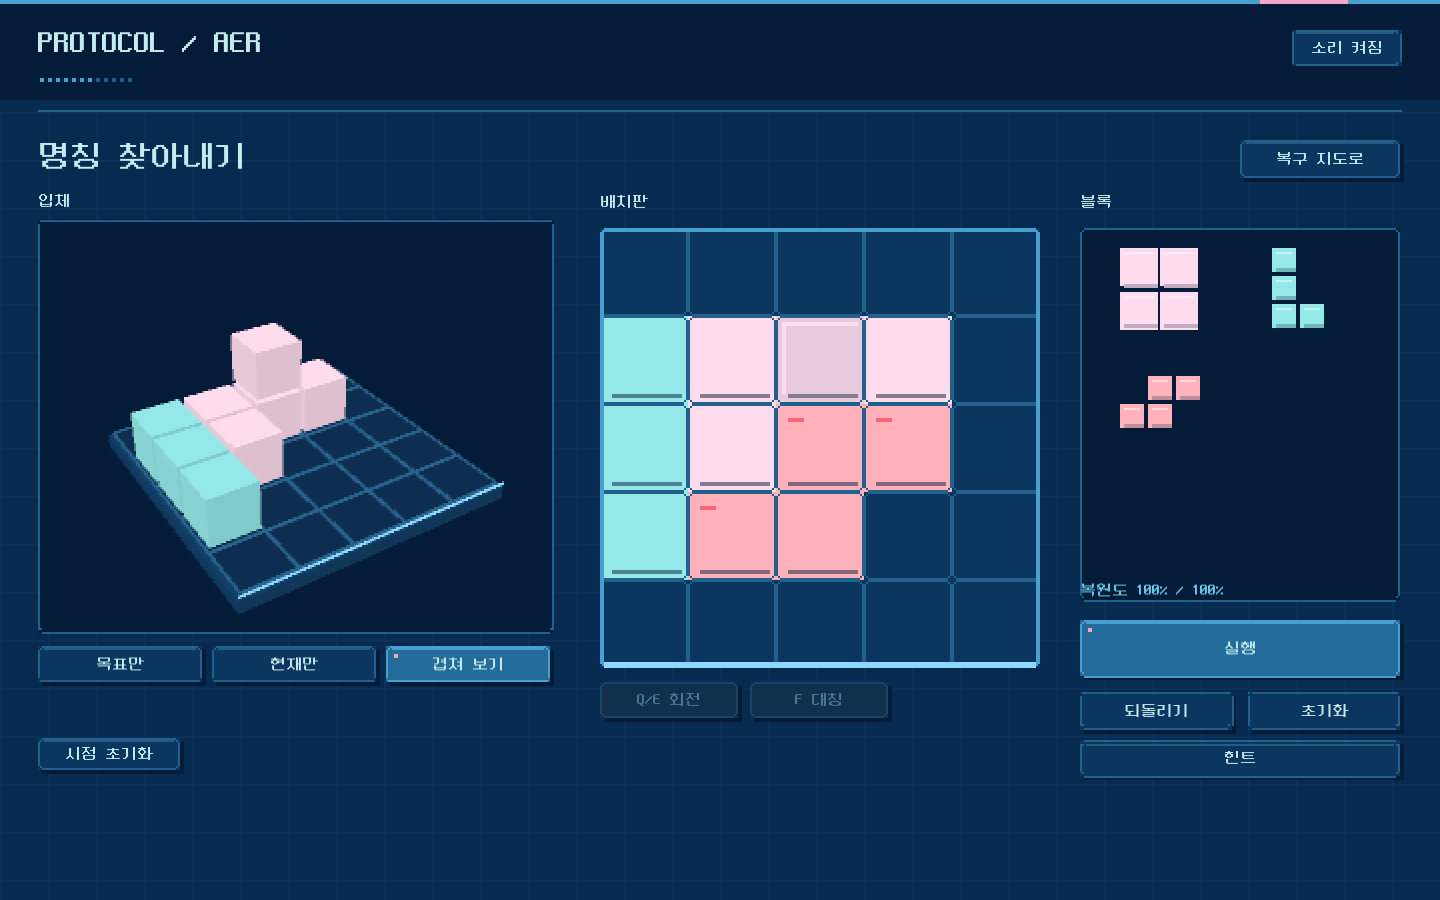 PROTOCOL / AER
소리 켜짐
명칭 찾아내기
복구 지도로
입체
배치판
블록
복원도 100% / 100%
목표만
현재만
겹쳐 보기
실행
Q/E 회전
F 대칭
되돌리기
초기화
시점 초기화
힌트